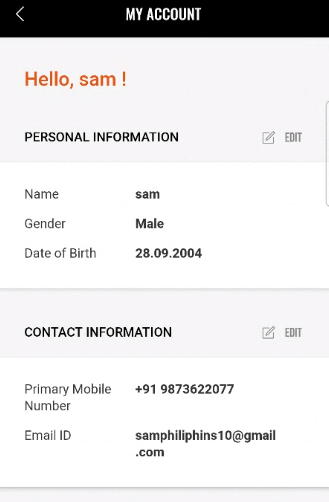 MY ACCOUNT
Hello, sam !
PERSONAL INFORMATION EDIT
Name sam
Gender Male
Date of Birth 28.09.2004
CONTACT INFORMATION EDIT
Primary Mobile +91 9873622077
Number
Email ID samphiliphins10@gmail
.com